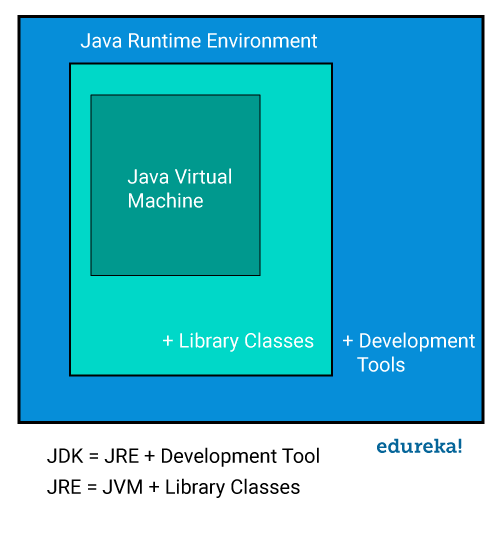 Java Runtime Environment
Java Virtual
Machine
+ Library Classes
+ Development
Tools
edureka!
JDK = JRE + Development Tool
JRE = JVM + Library Classes